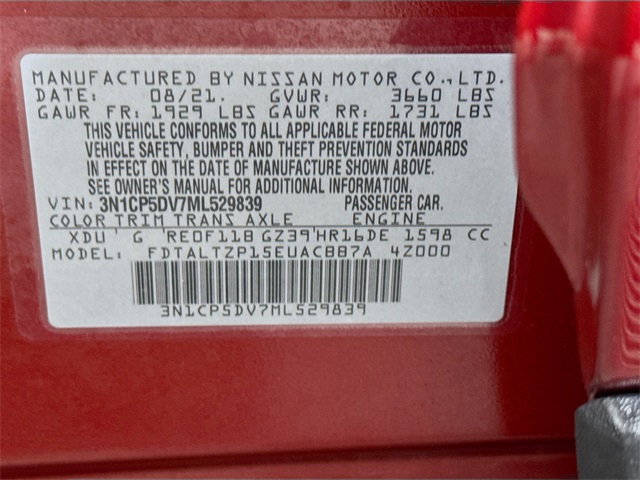 MANUFACTURED BY NISSAN MOTOR CO., LTD.
DATE: 08/21. GVWR: 3660 LBS
GAWR FR: 1929 LBS GAWR RR: 1731 LBS
THIS VEHICLE CONFORMS TO ALL APPLICABLE FEDERAL MOTOR
VEHICLE SAFETY, BUMPER AND THEFT PREVENTION STANDARDS
IN EFFECT ON THE DATE OF MANUFACTURE SHOWN ABOVE.
SEE OWNER'S MANUAL FOR ADDITIONAL INFORMATION.
VIN: 3N1CP5DV7ML529839 PASSENGER CAR.
COLOR TRIM TRANS AXLE ENGINE
XDU ' G 'RE0F11B GZ39'HR16DE 1598 CC
MODEL: FDTALTZP15EUACBB7A 4Z000
3N1CP5DV7ML529839